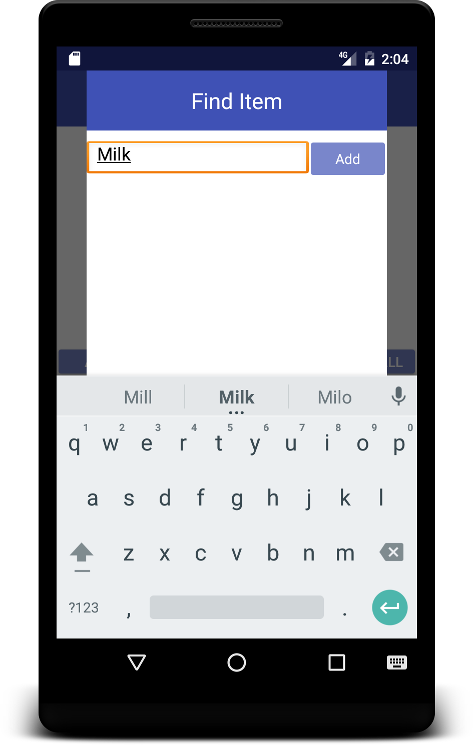 4G 2:04
Find Item
Milk Add
LL
Mill Milk Milo
1 2 3 4 5 6 7 8 9 0
q w e r t y u i o p
a s d f g h j k l
z x c v b n m
?123 , .